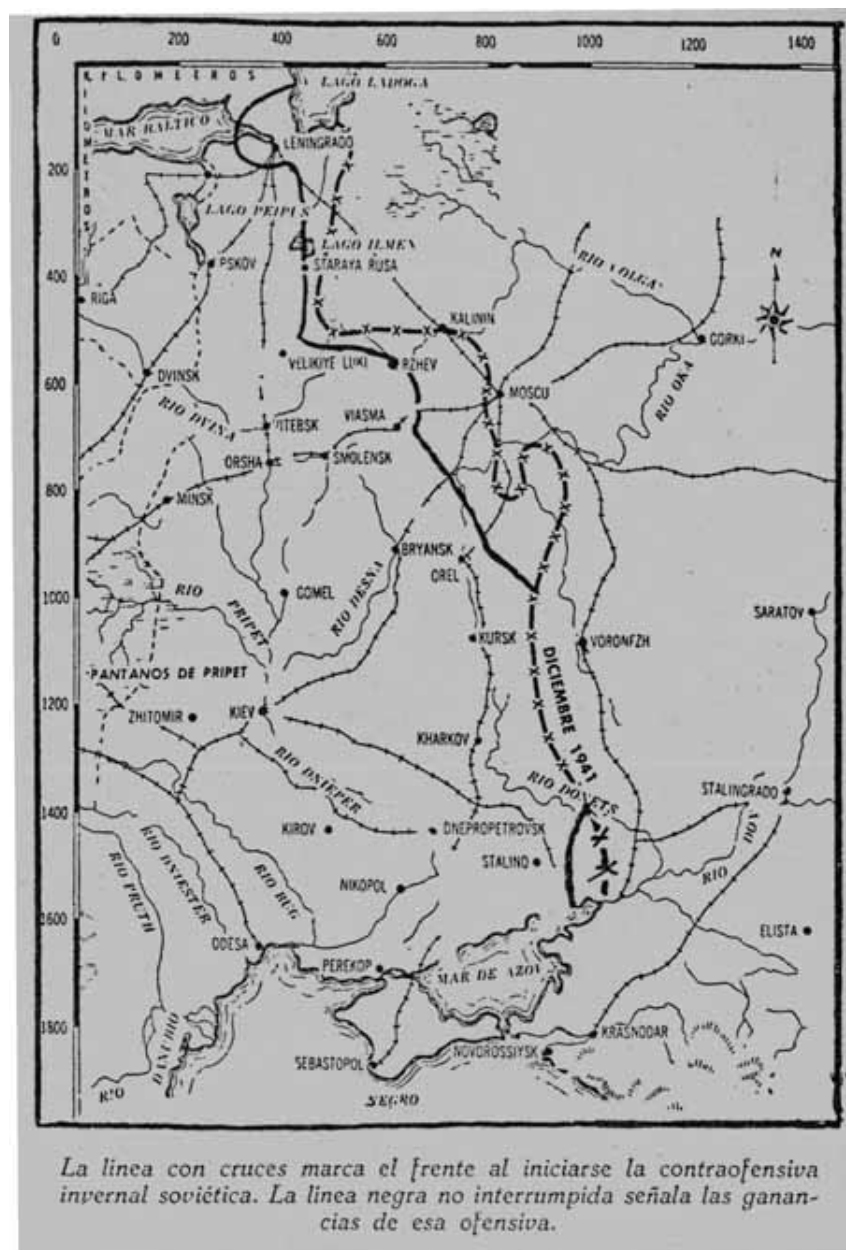 0 200 400 600 800 1000 1200 1400
KILOMETROS
LAGO LADOGA
MAR BALTICO
LENINGRADO
200
LAGO PEIPUS
LAGO ILMEN
PSKOV
STARAYA RUSA
RIO VOLGA
N
400
RIGA
KALININ
GORKI
VELIKIYE LUKI
RZHEV
DVINSK
600
MOSCU
RIO OKA
RIO DVINA
VITEBSK
VIASMA
ORSHA
SMOLENSK
800
MINSK
BRYANSK
OREL
RIO DESNA
GOMEL
1000
RIO PRIPET
SARATOV
KURSK
VORONEZH
PANTANOS DE PRIPET
DICIEMBRE 1941
1200
ZHITOMIR
KIEV
KHARKOV
RIO DNIEPER
RIO DONETS
STALINGRADO
1400
KIROV
DNEPROPETROVSK
STALINO
RIO DON
RIO PRUTH
RIO DNIESTER
RIO BUG
NIKOPOL
1600
ODESA
ELISTA
PEREKOP
MAR DE AZOV
1800
RIO DANUBIO
KRASNODAR
SEBASTOPOL
NOVOROSSIYSK
NEGRO
La línea con cruces marca el frente al iniciarse la contraofensiva
invernal soviética. La línea negra no interrumpida señala las ganan-
cias de esa ofensiva.